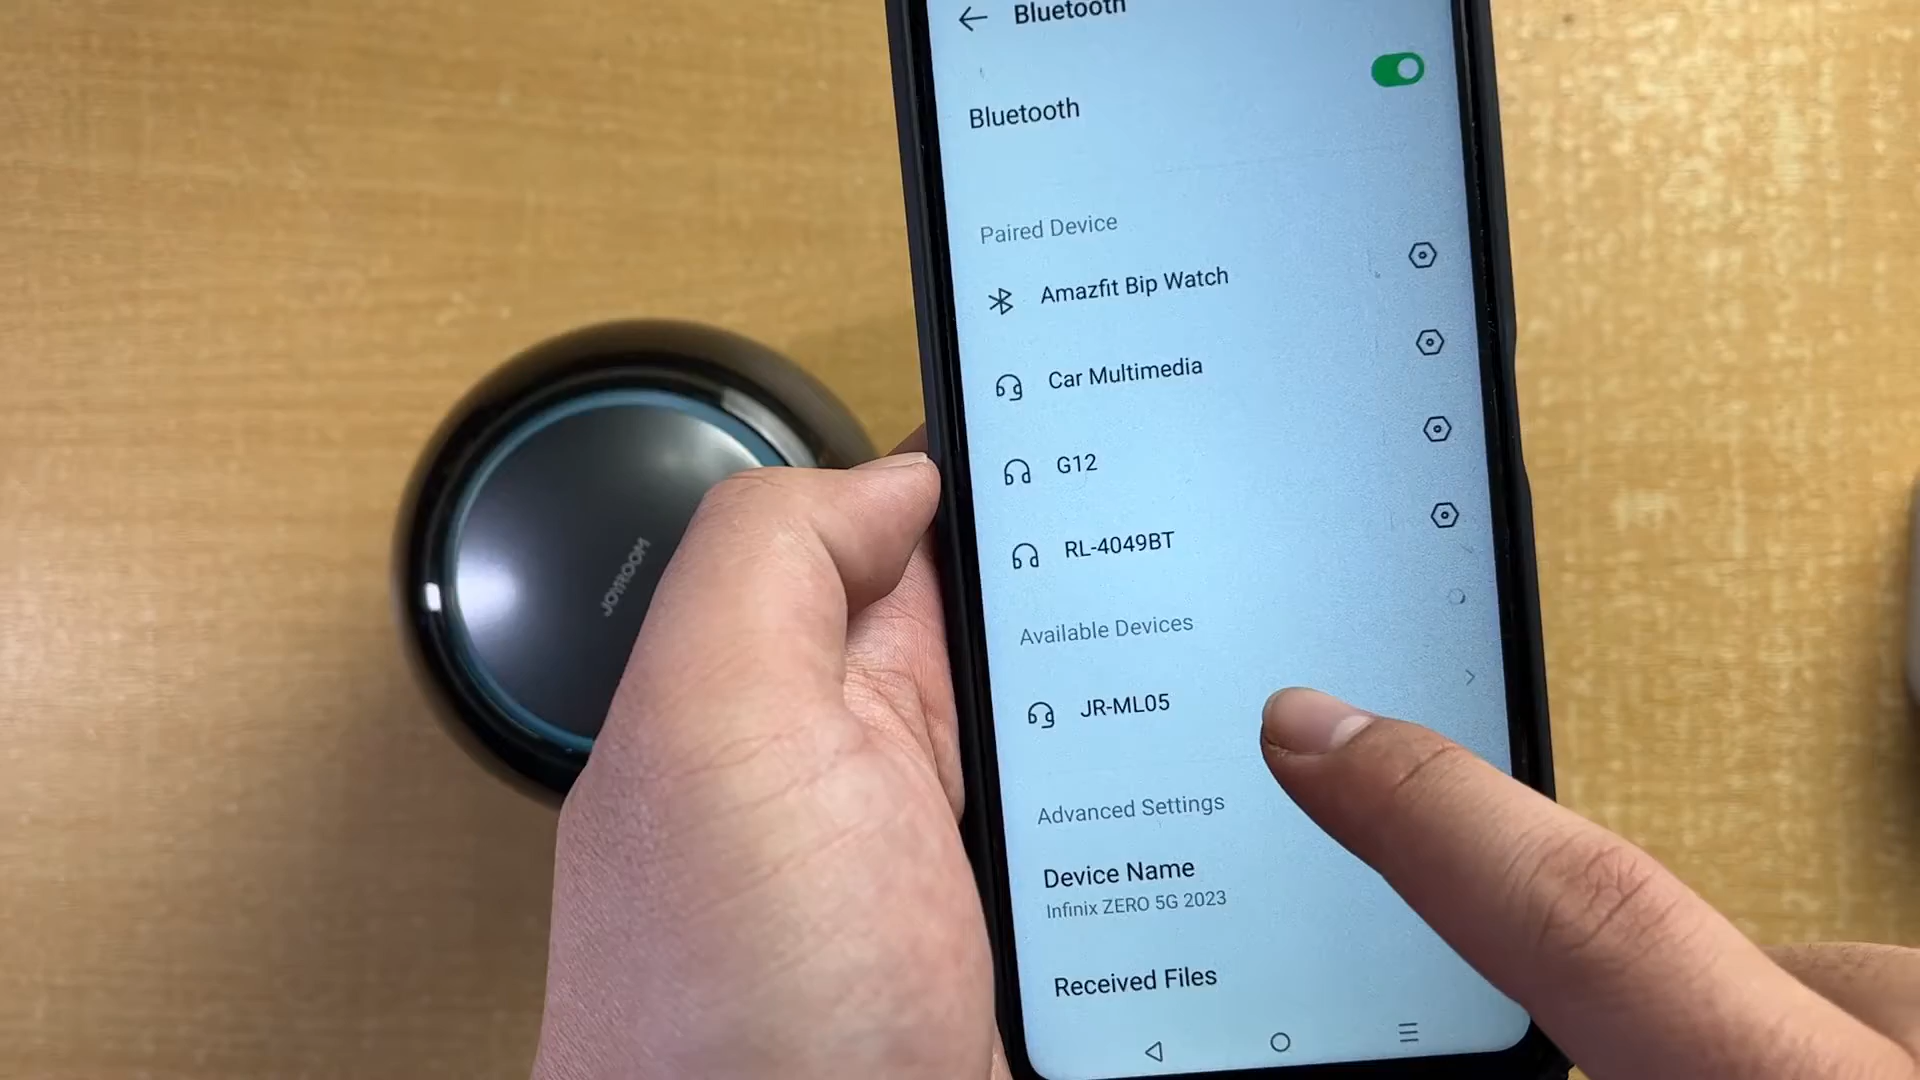 Bluetooth
Bluetooth
Paired Device
Amazfit Bip Watch
Car Multimedia
G12
RL-4049BT
Available Devices
JR-ML05
Advanced Settings
Device Name
Infinix ZERO 5G 2023
Received Files
JOYROOM